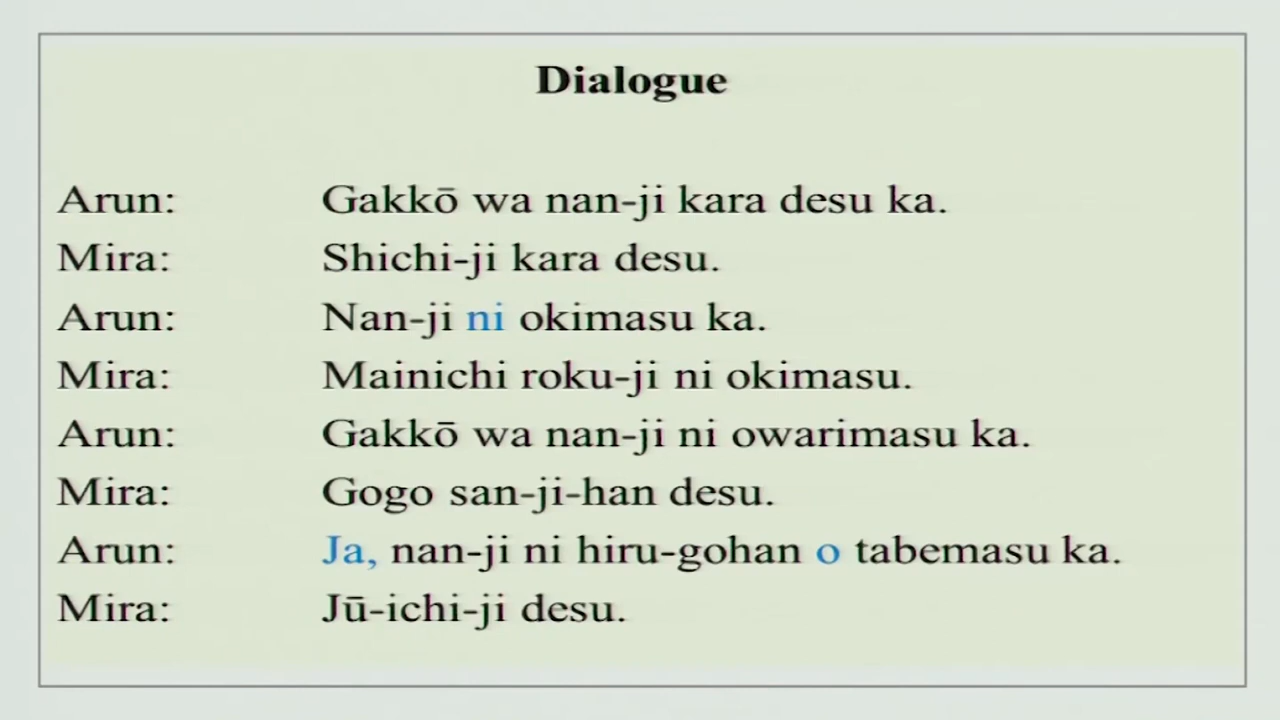 Dialogue
Arun: Gakkō wa nan-ji kara desu ka.
Mira: Shichi-ji kara desu.
Arun: Nan-ji ni okimasu ka.
Mira: Mainichi roku-ji ni okimasu.
Arun: Gakkō wa nan-ji ni owarimasu ka.
Mira: Gogo san-ji-han desu.
Arun: Ja, nan-ji ni hiru-gohan o tabemasu ka.
Mira: Jū-ichi-ji desu.